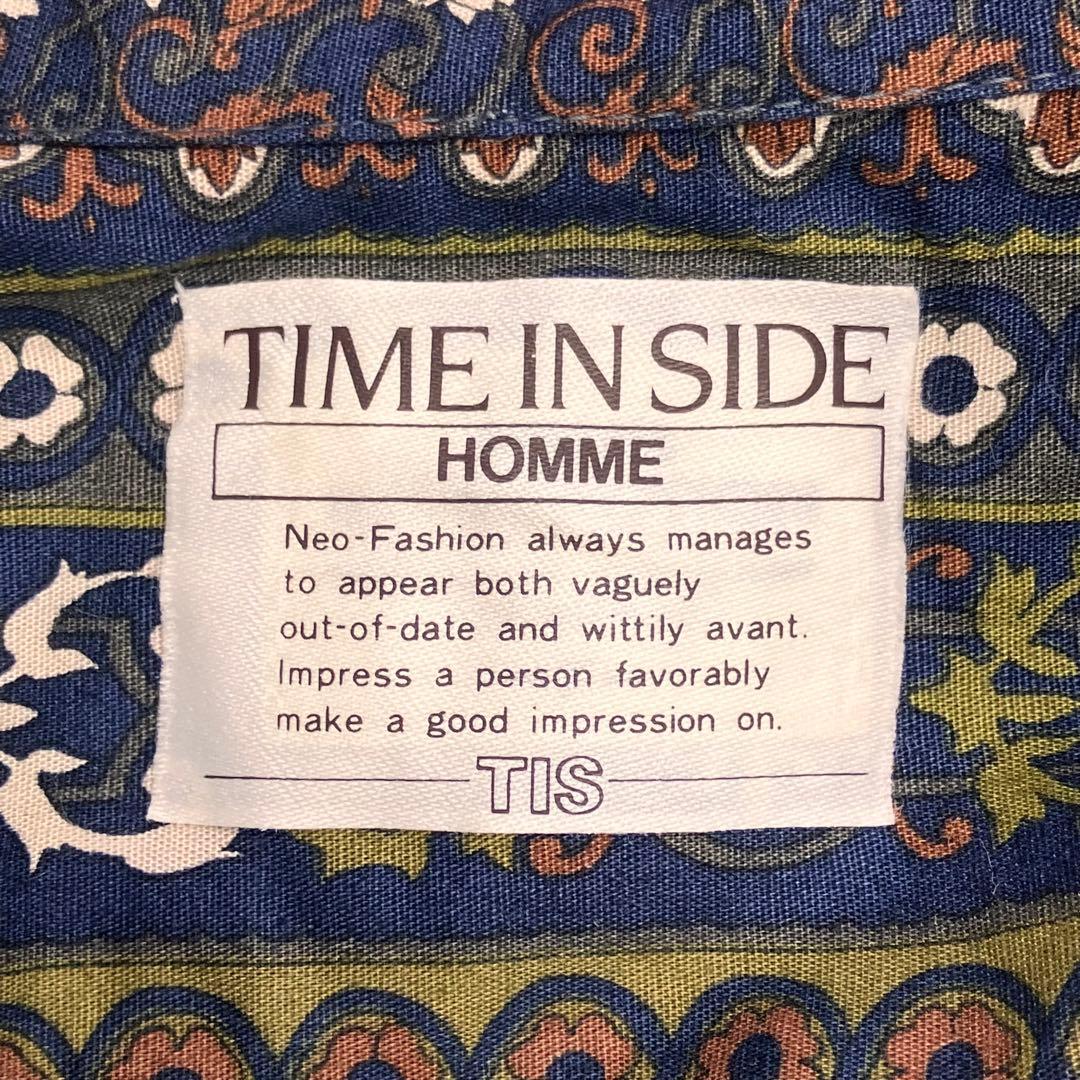 TIME IN SIDE
HOMME
Neo-Fashion always manages
to appear both vaguely
out-of-date and wittily avant.
Impress a person favorably
make a good impression on.
TIS